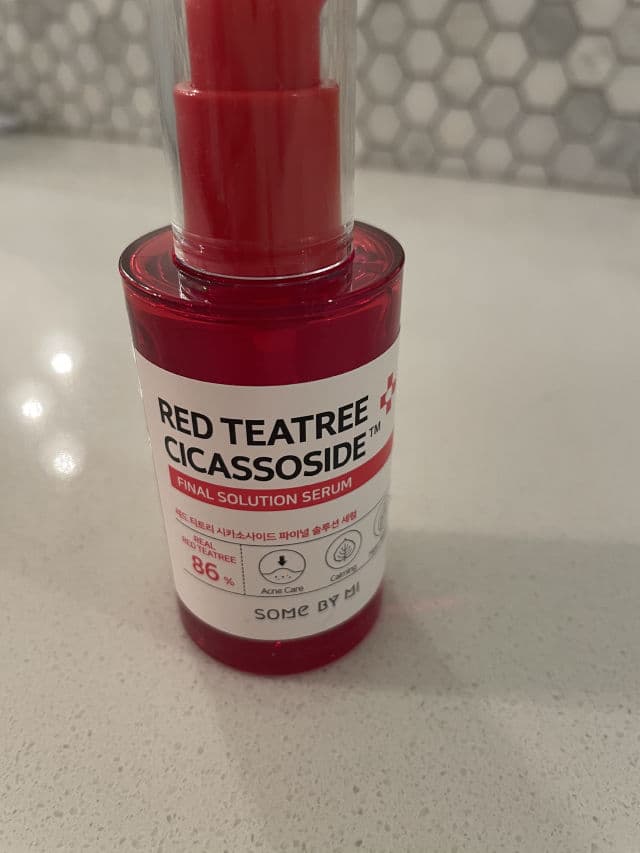 RED TEATREE
CICASSOSIDE™
FINAL SOLUTION SERUM
레드 티트리 시카소사이드 파이널 솔루션 세럼
REAL
RED TEATREE
86 %
Acne Care
Calming
SOME BY MI